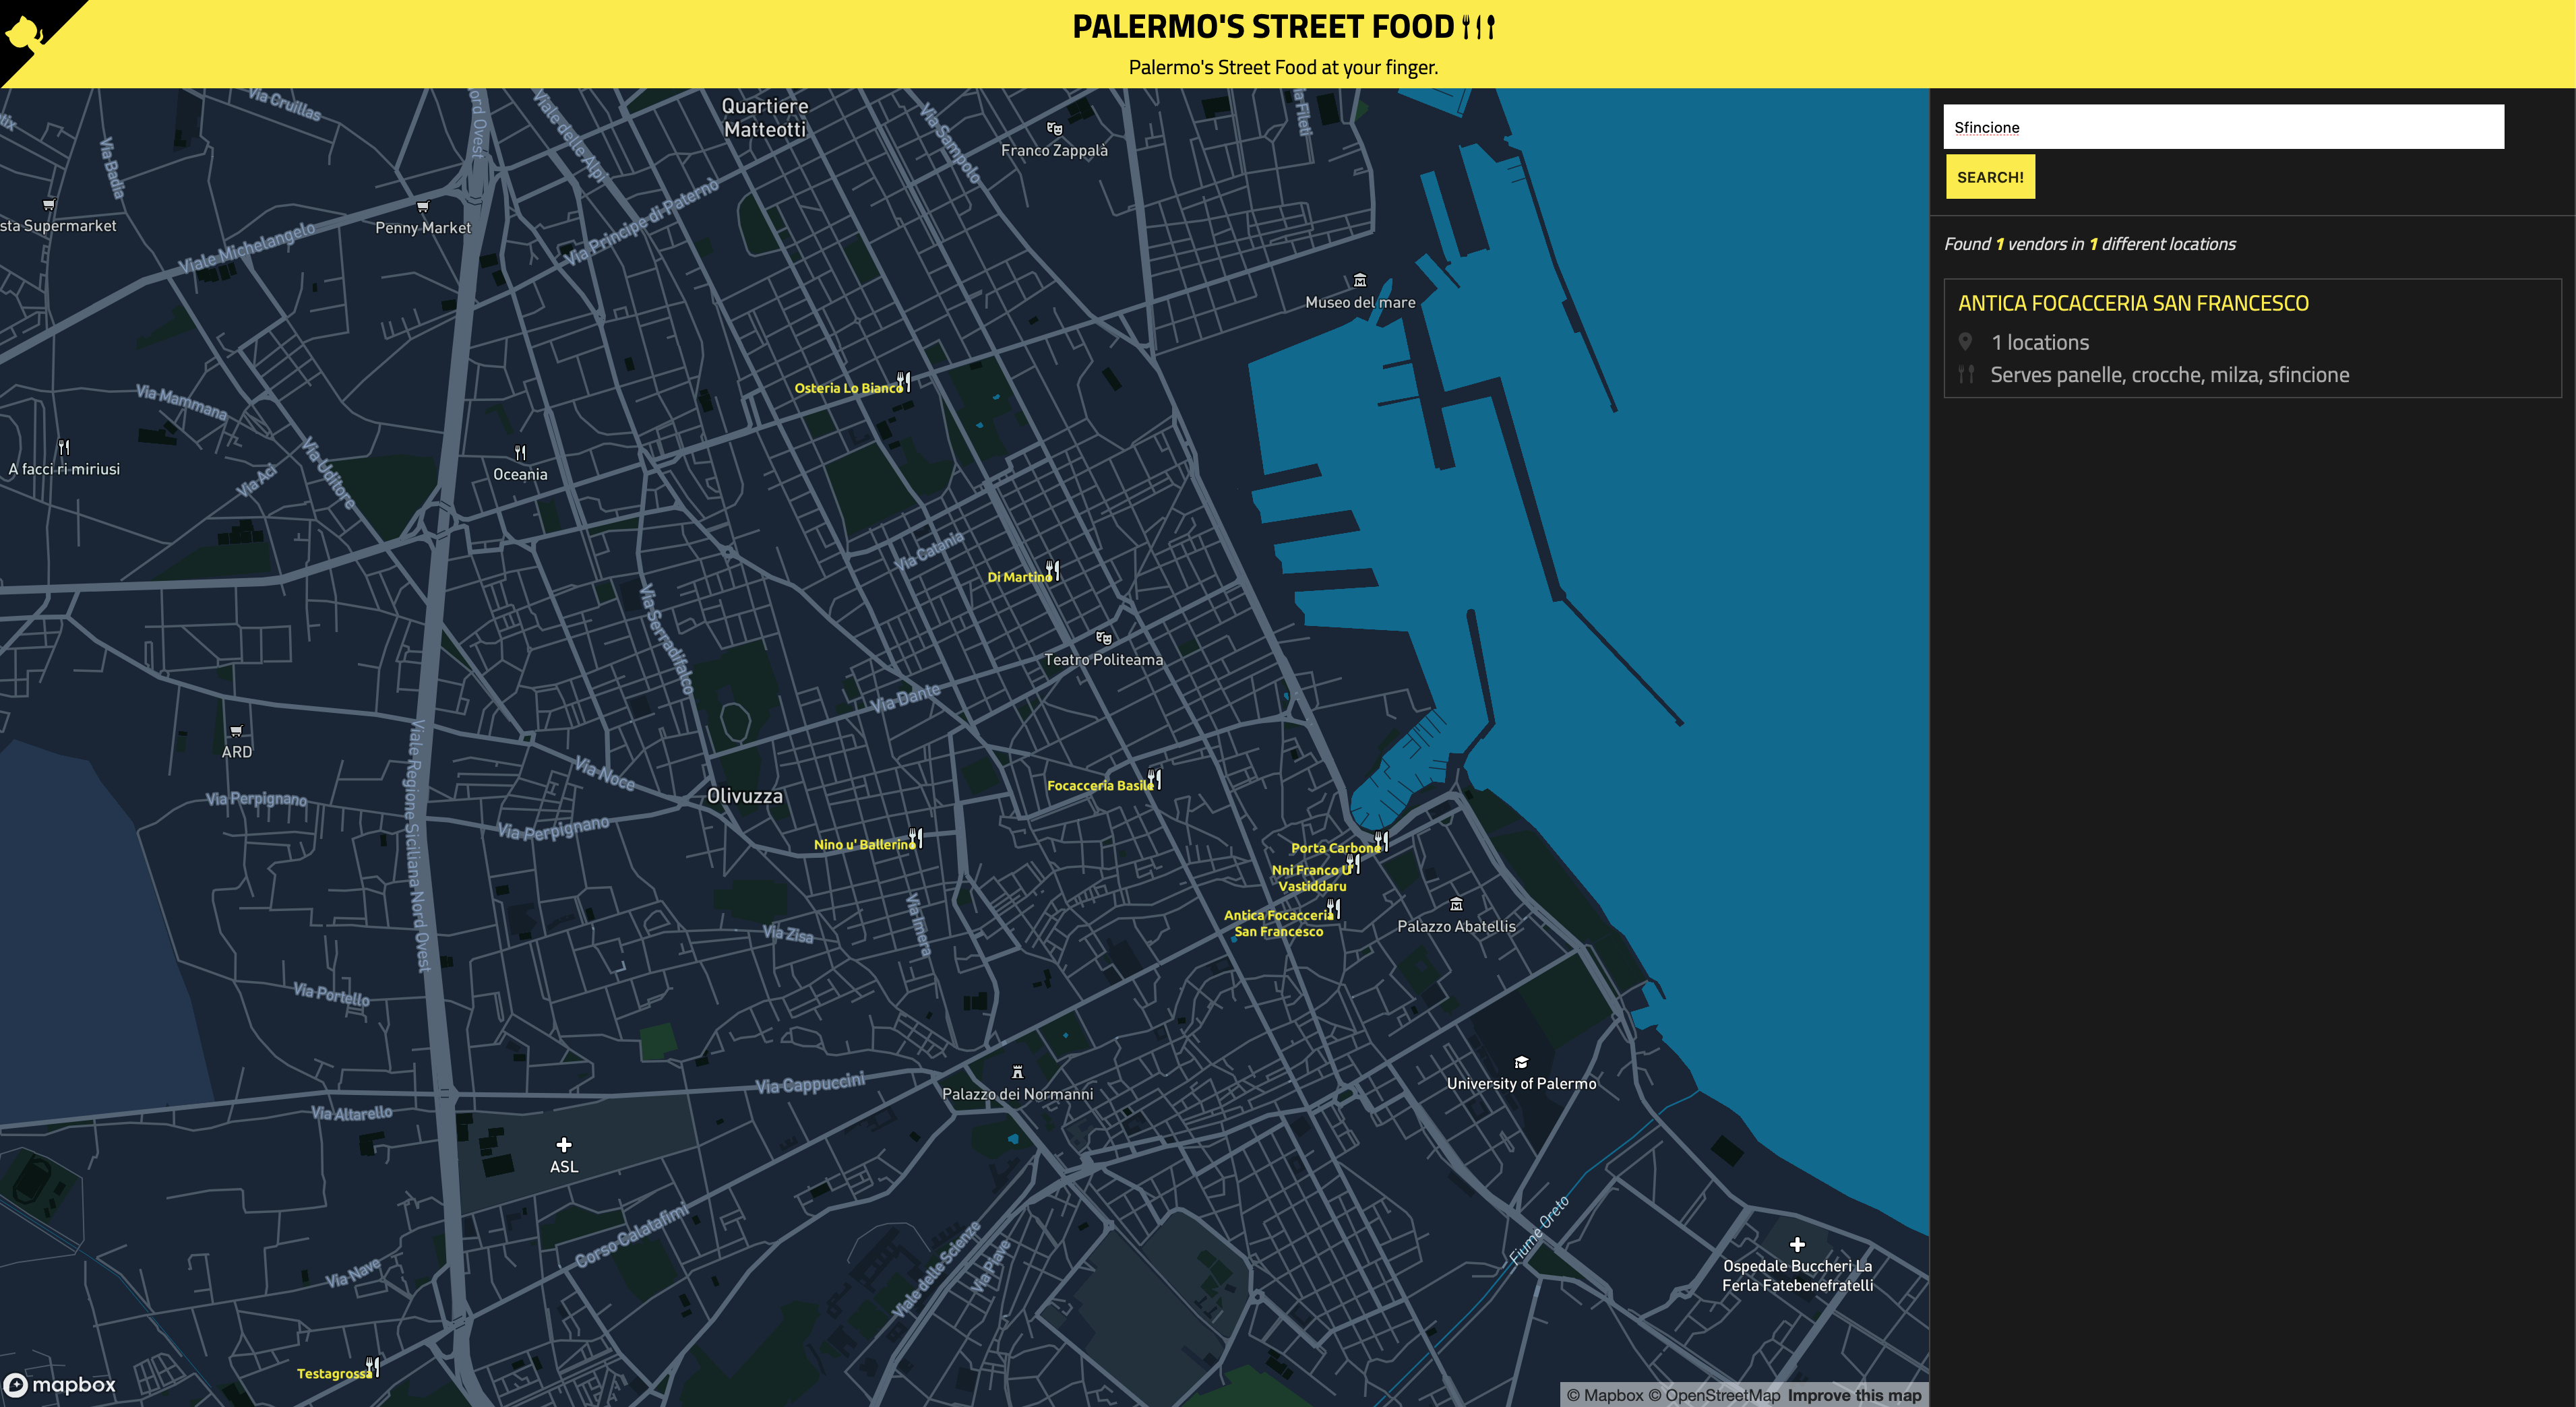 PALERMO'S STREET FOOD
Palermo's Street Food at your finger.
Sfincione
SEARCH!
Found 1 vendors in 1 different locations
ANTICA FOCACCERIA SAN FRANCESCO
1 locations
Serves panelle, crocche, milza, sfincione
Via Cruillas
ord Ovest
Viale delle Alpi
Quartiere
Matteotti
Via Sampolo
Franco Zappalà
ia Fileti
Via Badia
sta Supermarket
Penny Market
Viale Michelangelo
Via Principe di Paternò
Museo del mare
Osteria Lo Bianco
Via Mammana
A facci ri miriusi
Via Aci
Via Uditore
Oceania
Via Catania
Di Martino
Via Serradifalco
Teatro Politeama
Via Dante
ARD
Viale Regione Siciliana Nord Ovest
Via Noce
Olivuzza
Focacceria Basile
Via Perpignano
Via Perpignano
Nino u' Ballerino
Porta Carbone
Nni Franco U
Vastiddaru
Antica Focacceria
San Francesco
Palazzo Abatellis
Via Imera
Via Zisa
Via Portello
Via Cappuccini
Palazzo dei Normanni
University of Palermo
Via Altarello
ASL
Corso Calatafimi
Viale delle Scienze
Via Piave
Fiume Oreto
Via Nave
Ospedale Buccheri La
Ferla Fatebenefratelli
Testagrossa
mapbox
© Mapbox © OpenStreetMap Improve this map